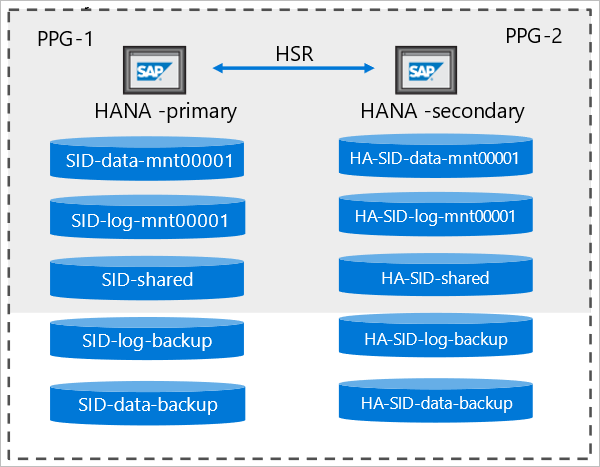 PPG-1
PPG-2
HSR
SAP
SAP
HANA -primary
HANA -secondary
SID-data-mnt00001
HA-SID-data-mnt00001
SID-log-mnt00001
HA-SID-log-mnt00001
SID-shared
HA-SID-shared
SID-log-backup
HA-SID-log-backup
SID-data-backup
HA-SID-data-backup